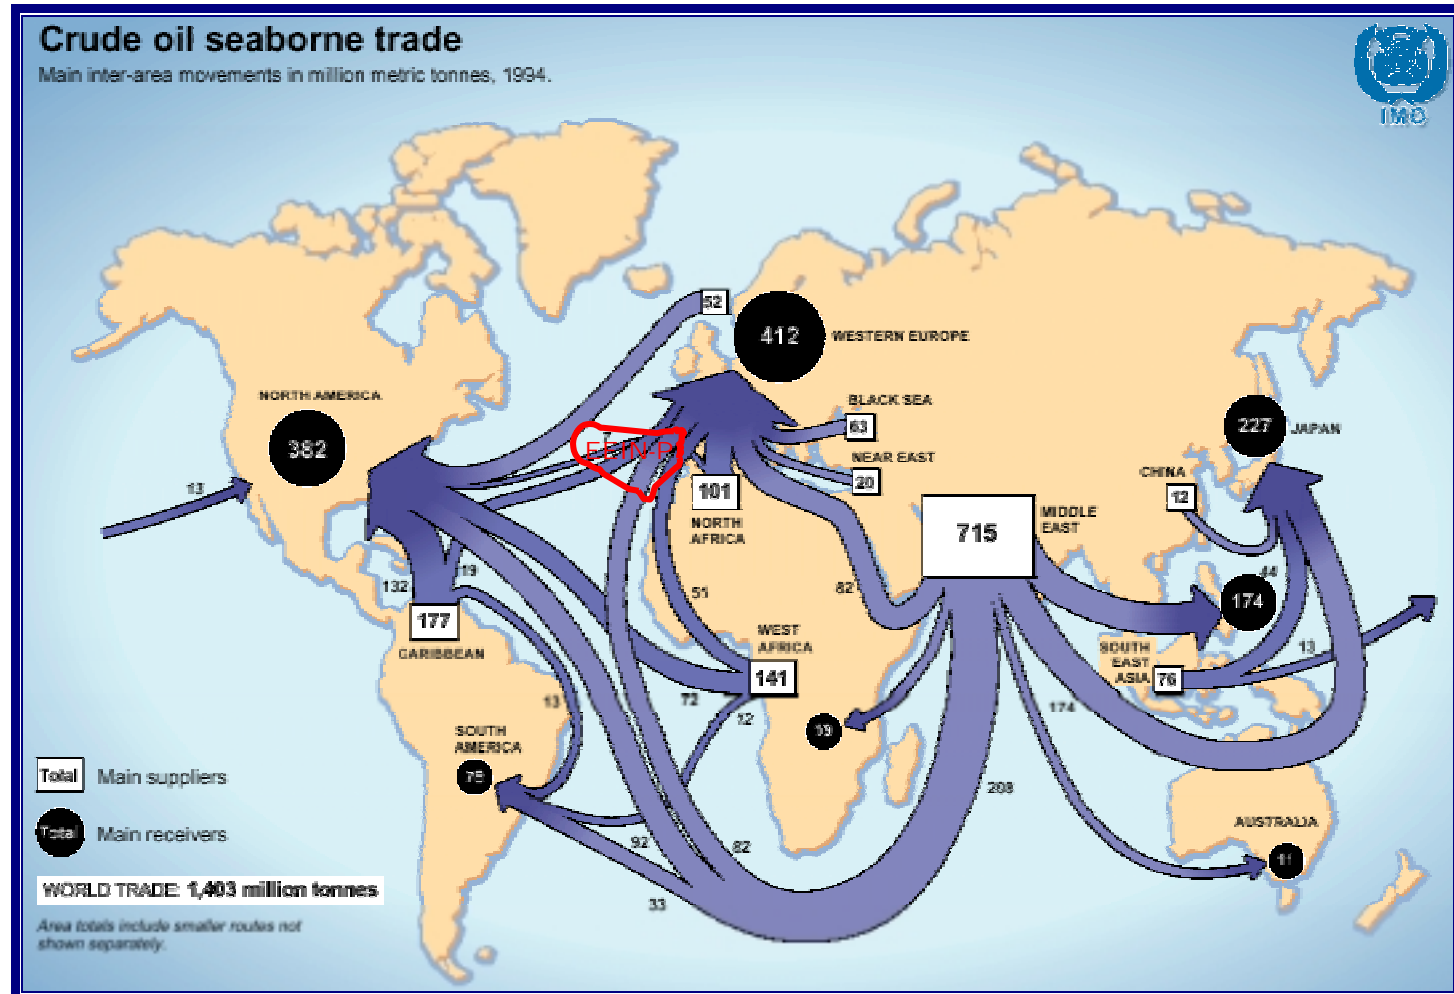 Crude oil seaborne trade
Main inter-area movements in million metric tonnes, 1994.
IMO
52
412
WESTERN EUROPE
NORTH AMERICA
382
BLACK SEA
63
227
JAPAN
7
NEAR EAST
20
CHINA
12
13
101
NORTH
AFRICA
715
MIDDLE
EAST
132
19
51
82
44
174
177
CARIBBEAN
WEST
AFRICA
141
SOUTH
EAST
ASIA
76
13
13
72
12
174
SOUTH
AMERICA
Total
Main suppliers
208
Total
Main receivers
92
82
AUSTRALIA
11
WORLD TRADE: 1,403 million tonnes
33
Area totals include smaller routes not
shown separately.